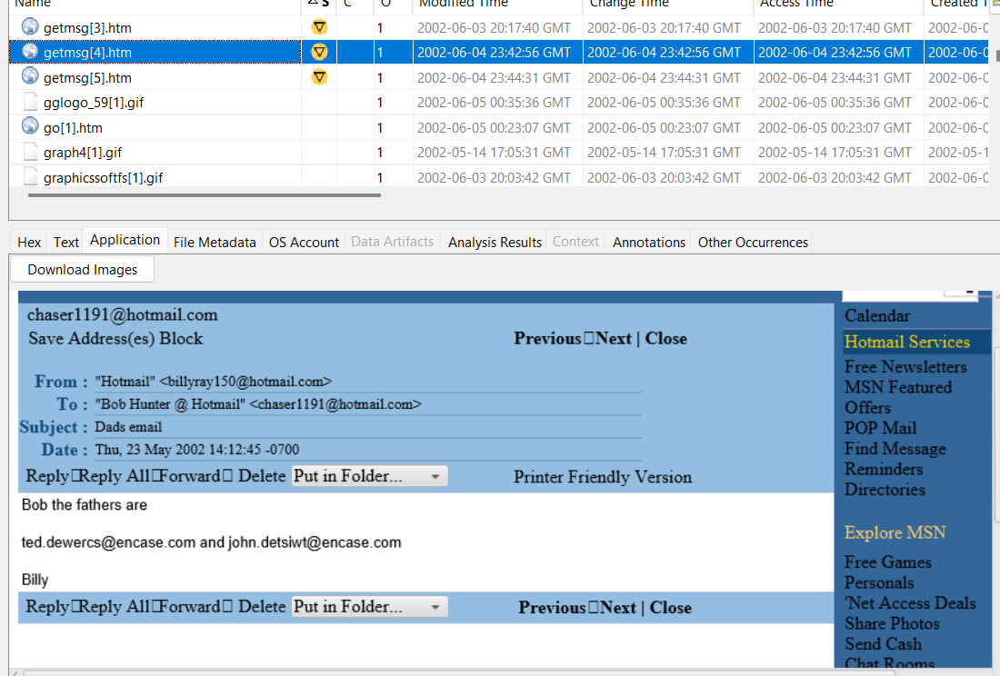 Name S C O Modified Time Change Time Access Time Created T
getmsg[3].htm 1 2002-06-03 20:17:40 GMT 2002-06-03 20:17:40 GMT 2002-06-03 20:17:40 GMT 2002-06-0
getmsg[4].htm 1 2002-06-04 23:42:56 GMT 2002-06-04 23:42:56 GMT 2002-06-04 23:42:56 GMT 2002-06-0
getmsg[5].htm 1 2002-06-04 23:44:31 GMT 2002-06-04 23:44:31 GMT 2002-06-04 23:44:31 GMT 2002-06-0
gglogo_59[1].gif 1 2002-06-05 00:35:36 GMT 2002-06-05 00:35:36 GMT 2002-06-05 00:35:36 GMT 2002-06-0
go[1].htm 1 2002-06-05 00:23:07 GMT 2002-06-05 00:23:07 GMT 2002-06-05 00:23:07 GMT 2002-06-0
graph4[1].gif 1 2002-05-14 17:05:31 GMT 2002-05-14 17:05:31 GMT 2002-05-14 17:05:31 GMT 2002-05-1
graphicssoftfs[1].gif 1 2002-06-03 20:03:42 GMT 2002-06-03 20:03:42 GMT 2002-06-03 20:03:42 GMT 2002-06-0
Hex Text Application File Metadata OS Account Data Artifacts Analysis Results Context Annotations Other Occurrences
Download Images
chaser1191@hotmail.com
Save Address(es) Block Previous▯Next | Close
From : "Hotmail" <billyray150@hotmail.com>
To : "Bob Hunter @ Hotmail" <chaser1191@hotmail.com>
Subject : Dads email
Date : Thu, 23 May 2002 14:12:45 -0700
Reply▯Reply All▯Forward▯ Delete Put in Folder... Printer Friendly Version
Bob the fathers are
ted.dewercs@encase.com and john.detsiwt@encase.com
Billy
Reply▯Reply All▯Forward▯ Delete Put in Folder... Previous▯Next | Close
Calendar
Hotmail Services
Free Newsletters
MSN Featured
Offers
POP Mail
Find Message
Reminders
Directories
Explore MSN
Free Games
Personals
'Net Access Deals
Share Photos
Send Cash
Chat Rooms